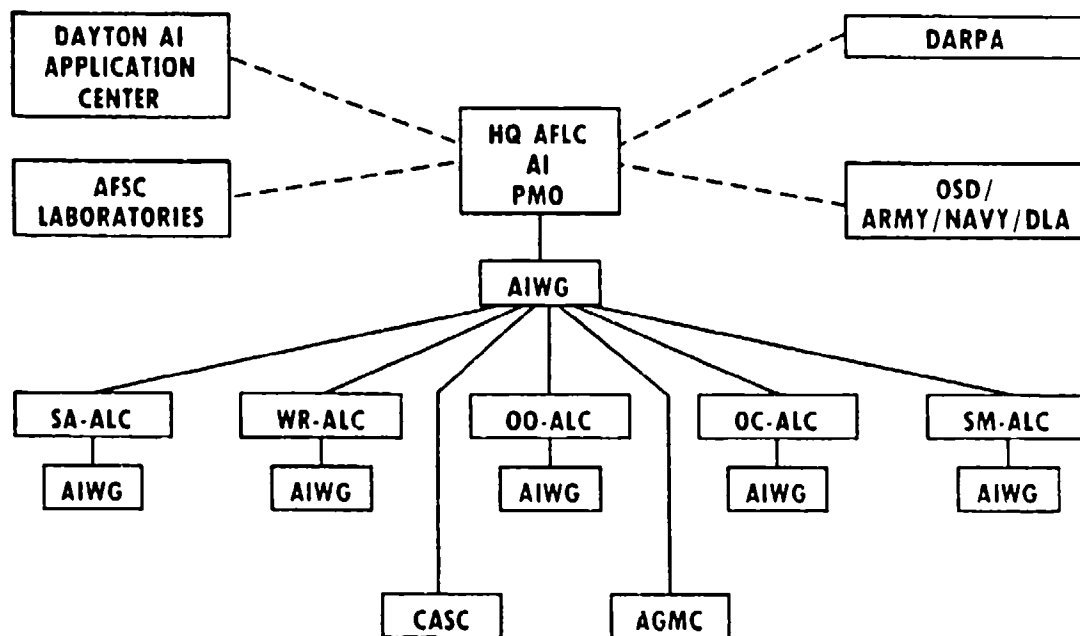 DAYTON AI
APPLICATION
CENTER
DARPA
HQ AFLC
AI
PMO
AFSC
LABORATORIES
OSD/
ARMY/NAVY/DLA
AIWG
SA-ALC
WR-ALC
OO-ALC
OC-ALC
SM-ALC
AIWG
AIWG
AIWG
AIWG
AIWG
CASC
AGMC